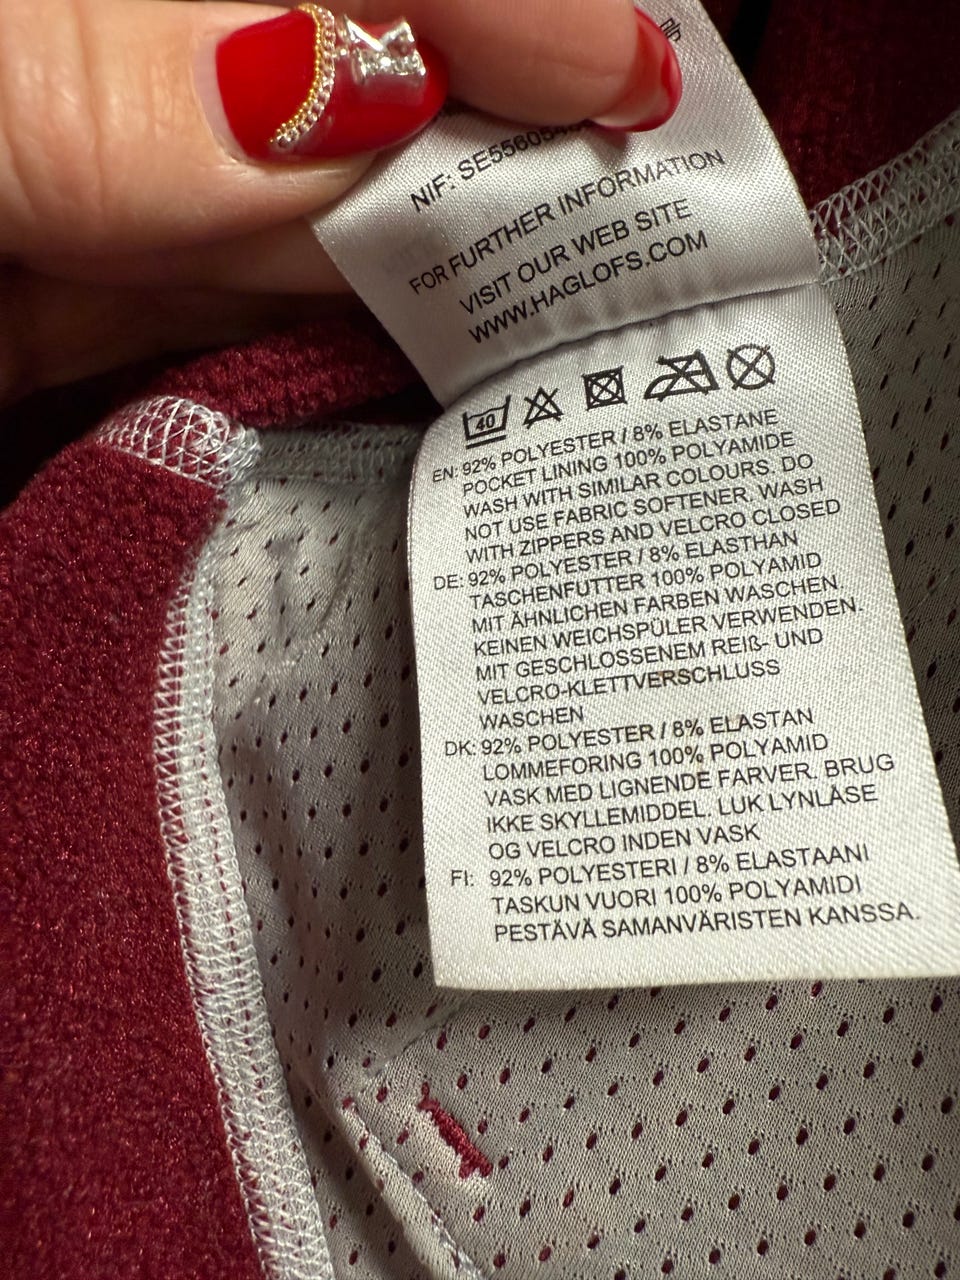 NIF: SE55605
FOR FURTHER INFORMATION
VISIT OUR WEB SITE
WWW.HAGLOFS.COM
40
EN: 92% POLYESTER / 8% ELASTANE
POCKET LINING 100% POLYAMIDE
WASH WITH SIMILAR COLOURS. DO
NOT USE FABRIC SOFTENER. WASH
WITH ZIPPERS AND VELCRO CLOSED
DE: 92% POLYESTER / 8% ELASTHAN
TASCHENFUTTER 100% POLYAMID
MIT ÄHNLICHEN FARBEN WASCHEN.
KEINEN WEICHSPÜLER VERWENDEN.
MIT GESCHLOSSENEM REIß- UND
VELCRO-KLETTVERSCHLUSS
WASCHEN
DK: 92% POLYESTER / 8% ELASTAN
LOMMEFORING 100% POLYAMID
VASK MED LIGNENDE FARVER. BRUG
IKKE SKYLLEMIDDEL. LUK LYNLÅSE
OG VELCRO INDEN VASK
FI: 92% POLYESTERI / 8% ELASTAANI
TASKUN VUORI 100% POLYAMIDI
PESTÄVÄ SAMANVÄRISTEN KANSSA.